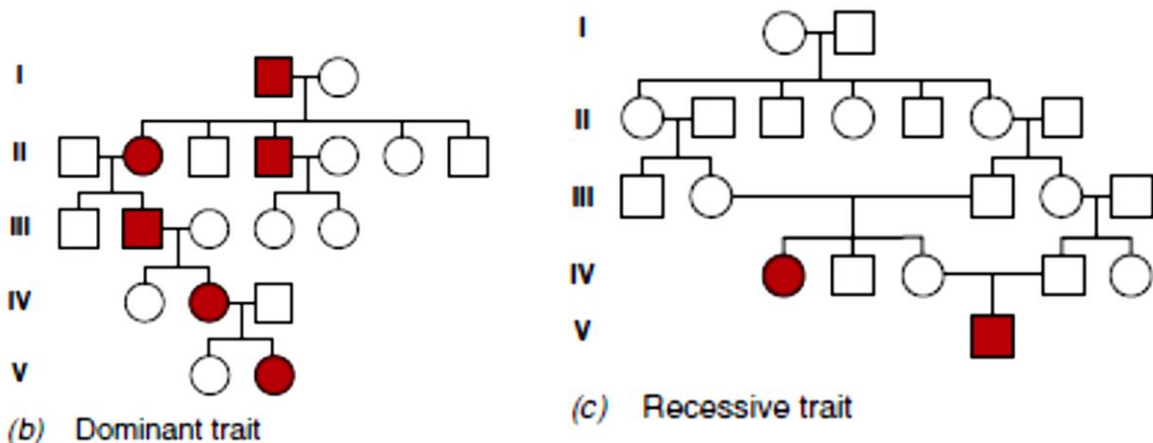 I
II
III
IV
V
(b) Dominant trait
I
II
III
IV
V
(c) Recessive trait